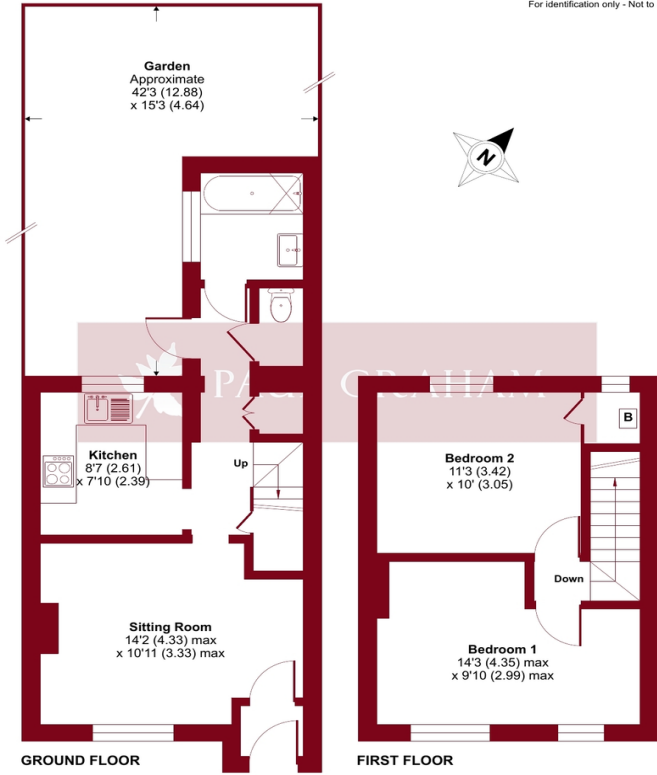 For identification only - Not to
Garden
Approximate
42'3 (12.88)
x 15'3 (4.64)
N
PAUL GRAHAM
Kitchen
8'7 (2.61)
x 7'10 (2.39)
Up
B
Bedroom 2
11'3 (3.42)
x 10' (3.05)
Down
Sitting Room
14'2 (4.33) max
x 10'11 (3.33) max
Bedroom 1
14'3 (4.35) max
x 9'10 (2.99) max
GROUND FLOOR
FIRST FLOOR